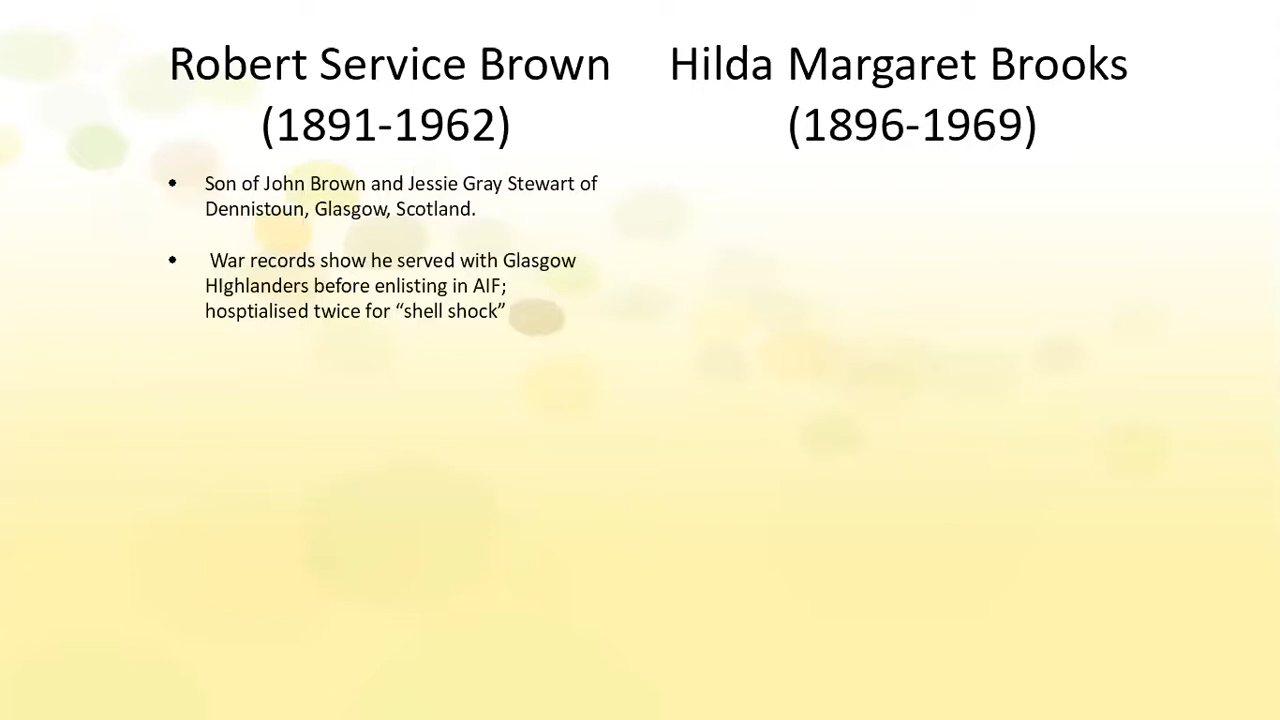 Robert Service Brown
(1891-1962)
Hilda Margaret Brooks
(1896-1969)
• Son of John Brown and Jessie Gray Stewart of
Dennistoun, Glasgow, Scotland.
• War records show he served with Glasgow
HIghlanders before enlisting in AIF;
hosptialised twice for “shell shock”